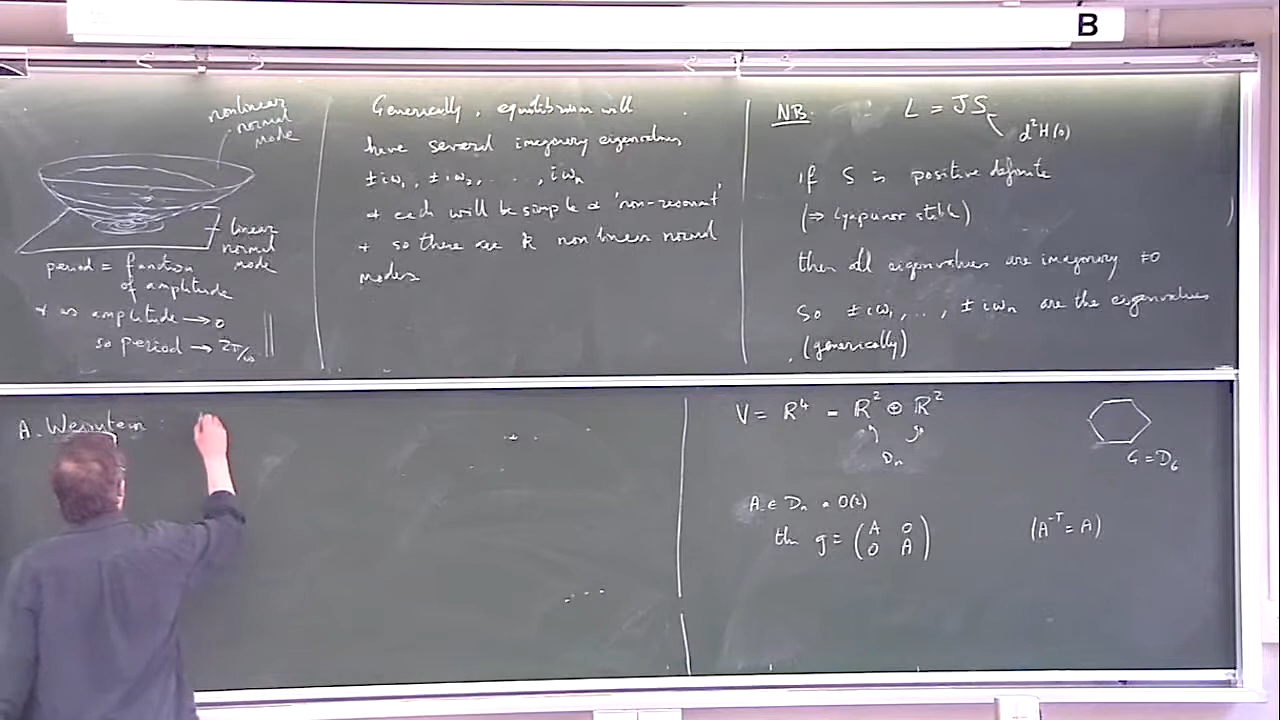 B
nonlinear
normal
mode
linear
normal
mode
period = function
of amplitude
+ as amplitude → 0
so period → 2π/ω
Generically, equilibrium will
have several imaginary eigenvalues
±iω₁, ±iω₂, ..., iωₙ
+ each will be simple & 'non-resonant'
+ so there are k non linear normal
modes
NB. L = JS
d²H(0)
if S is positive definite
(⇒ Lyapunov stable)
then all eigenvalues are imaginary ≠0
So ±iω₁, .., ±iωₙ are the eigenvalues
(generically)
A. Weinstein :
V = R⁴ = R² ⊕ R²
Dₙ
G = D₆
A ∈ Dₙ ⊂ O(2)
then g = (A 0
0 A)
(A⁻ᵀ = A)